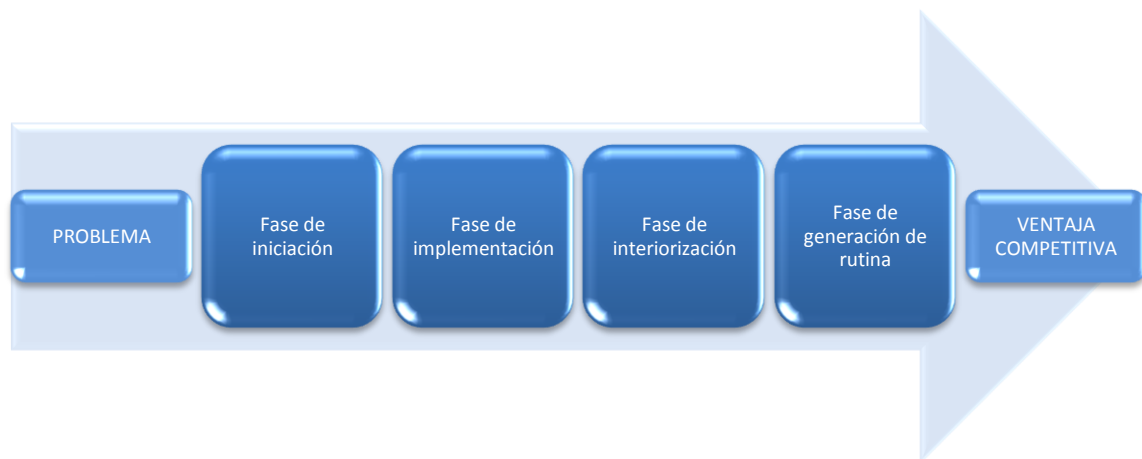 PROBLEMA
Fase de
iniciación
Fase de
implementación
Fase de
interiorización
Fase de
generación de
rutina
VENTAJA
COMPETITIVA